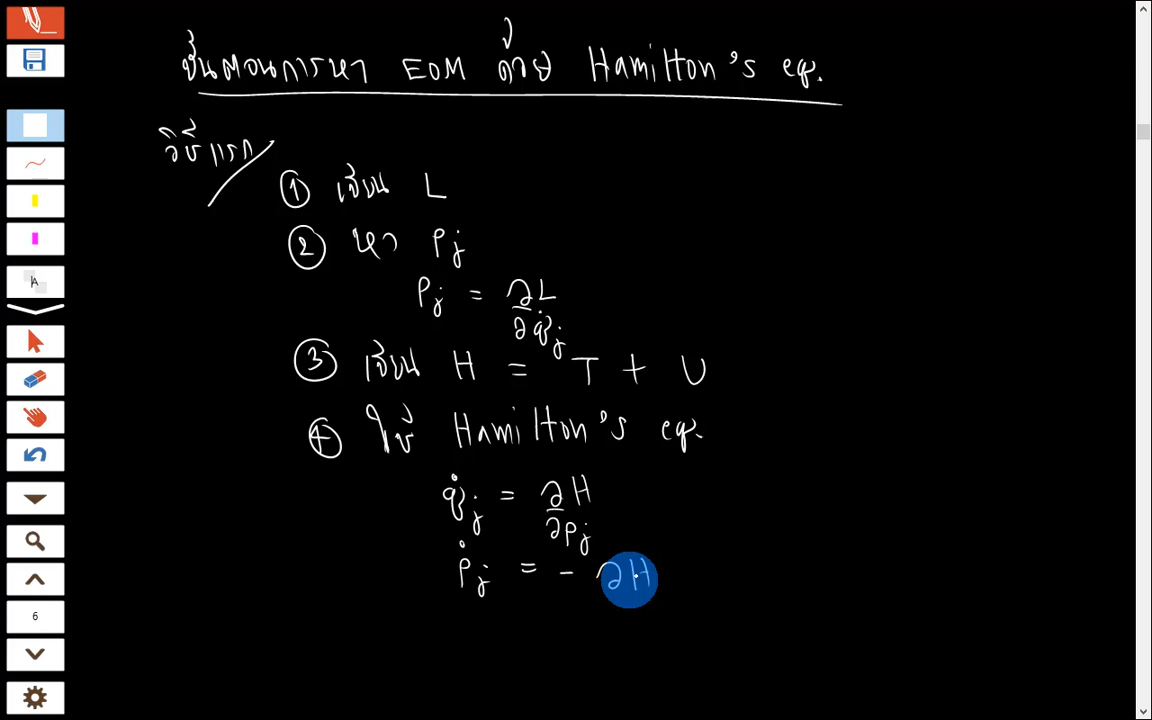 ขั้นตอนการหา EOM ด้วย Hamilton's eq.
วิธีแรก
① เขียน L
② หา Pj
Pj = ∂L
∂q̇j
③ เขียน H = T + U
④ ใช้ Hamilton's eq.
q̇j = ∂H
∂Pj
Ṗj = - ∂H
6